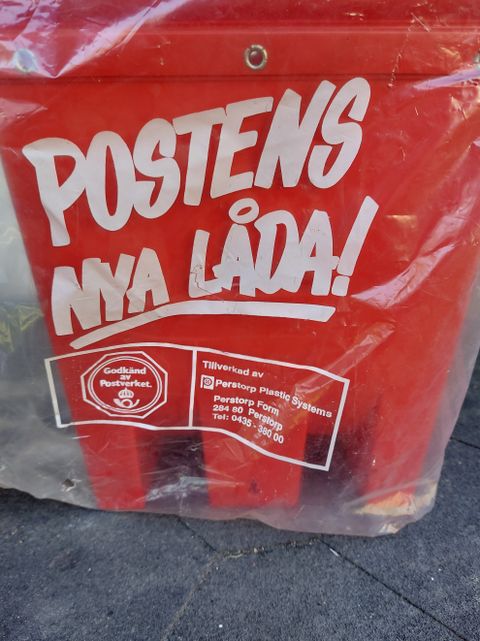 POSTENS
NYA LÅDA!
Godkänd
av
Postverket.
Tillverkad av
Perstorp Plastic Systems
Perstorp Form
284 80 Perstorp
Tel: 0435-380 00